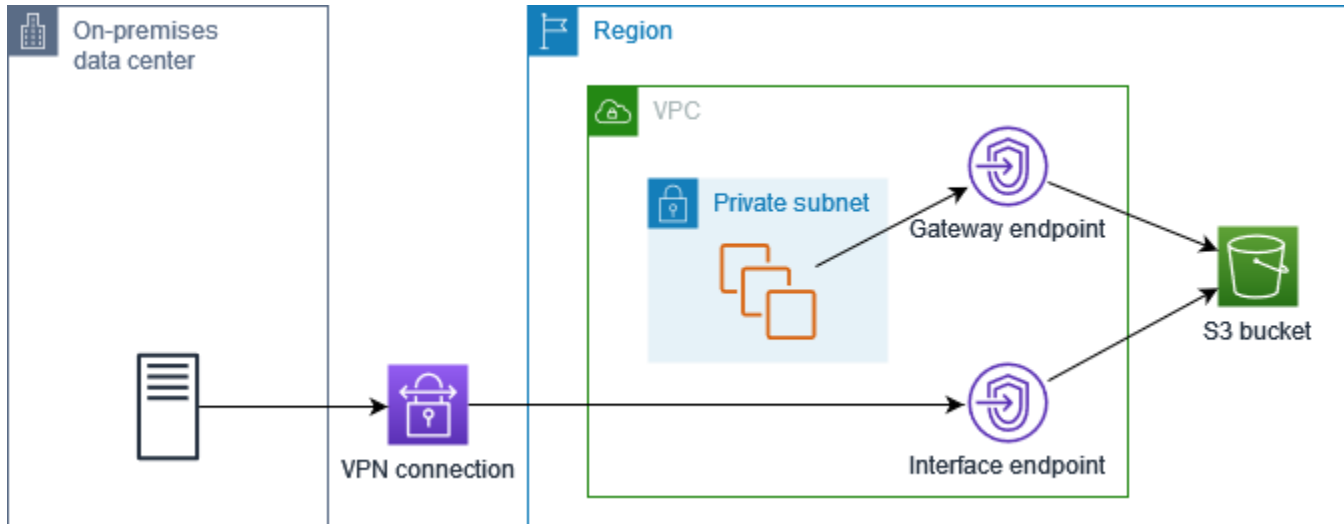 On-premises
data center
Region
VPC
Private subnet
Gateway endpoint
S3 bucket
VPN connection
Interface endpoint